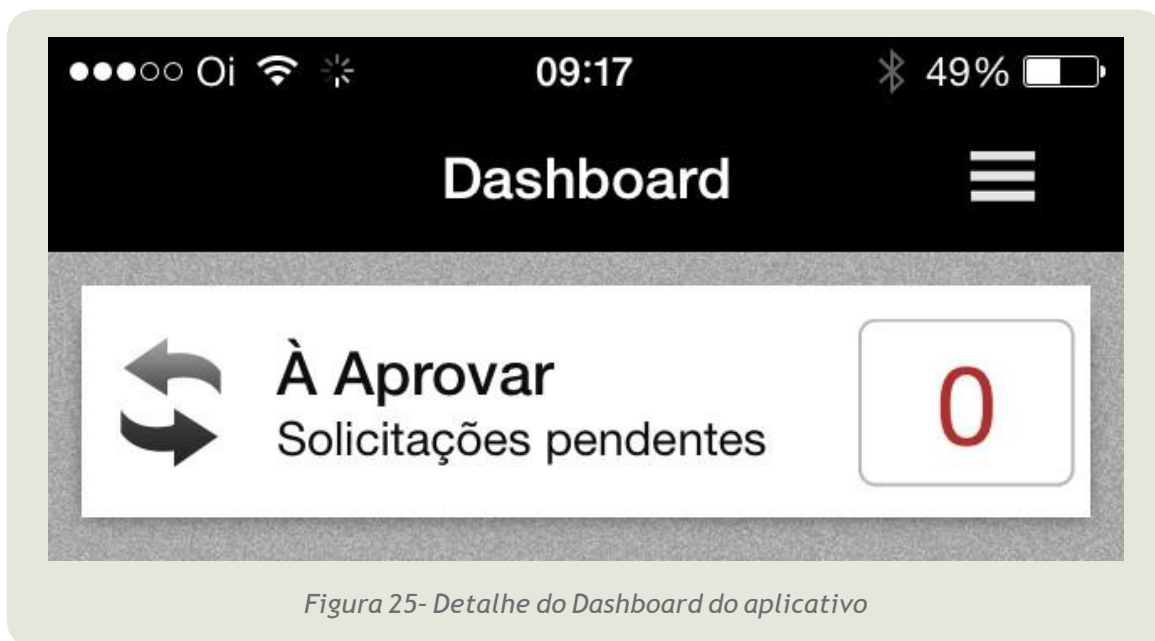 ●●●○○ Oi 09:17 49%
Dashboard
À Aprovar
Solicitações pendentes
0
Figura 25- Detalhe do Dashboard do aplicativo